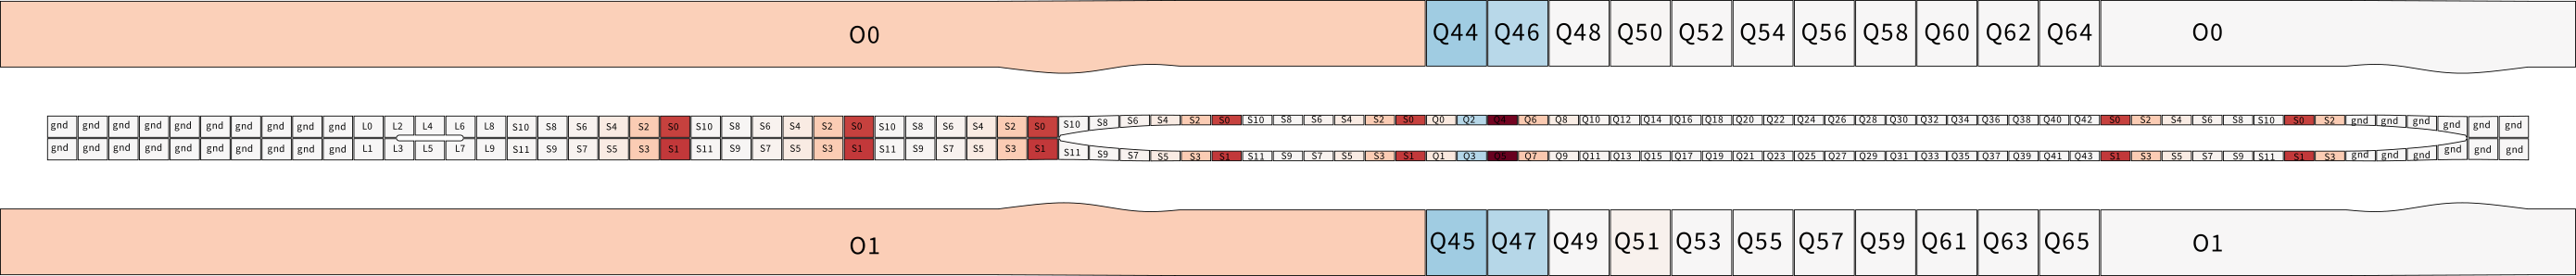 O0 Q44 Q46 Q48 Q50 Q52 Q54 Q56 Q58 Q60 Q62 Q64 O0
gnd gnd gnd gnd gnd gnd gnd gnd gnd gnd L0 L2 L4 L6 L8 S10 S8 S6 S4 S2 S0 S10 S8 S6 S4 S2 S0 S10 S8 S6 S4 S2 S0 S10 S8 S6 S4 S2 S0 S10 S8 S6 S4 S2 S0 Q0 Q2 Q4 Q6 Q8 Q10 Q12 Q14 Q16 Q18 Q20 Q22 Q24 Q26 Q28 Q30 Q32 Q34 Q36 Q38 Q40 Q42 S0 S2 S4 S6 S8 S10 S0 S2 gnd gnd gnd gnd gnd gnd
gnd gnd gnd gnd gnd gnd gnd gnd gnd gnd L1 L3 L5 L7 L9 S11 S9 S7 S5 S3 S1 S11 S9 S7 S5 S3 S1 S11 S9 S7 S5 S3 S1 S11 S9 S7 S5 S3 S1 S11 S9 S7 S5 S3 S1 Q1 Q3 Q5 Q7 Q9 Q11 Q13 Q15 Q17 Q19 Q21 Q23 Q25 Q27 Q29 Q31 Q33 Q35 Q37 Q39 Q41 Q43 S1 S3 S5 S7 S9 S11 S1 S3 gnd gnd gnd gnd gnd gnd
O1 Q45 Q47 Q49 Q51 Q53 Q55 Q57 Q59 Q61 Q63 Q65 O1